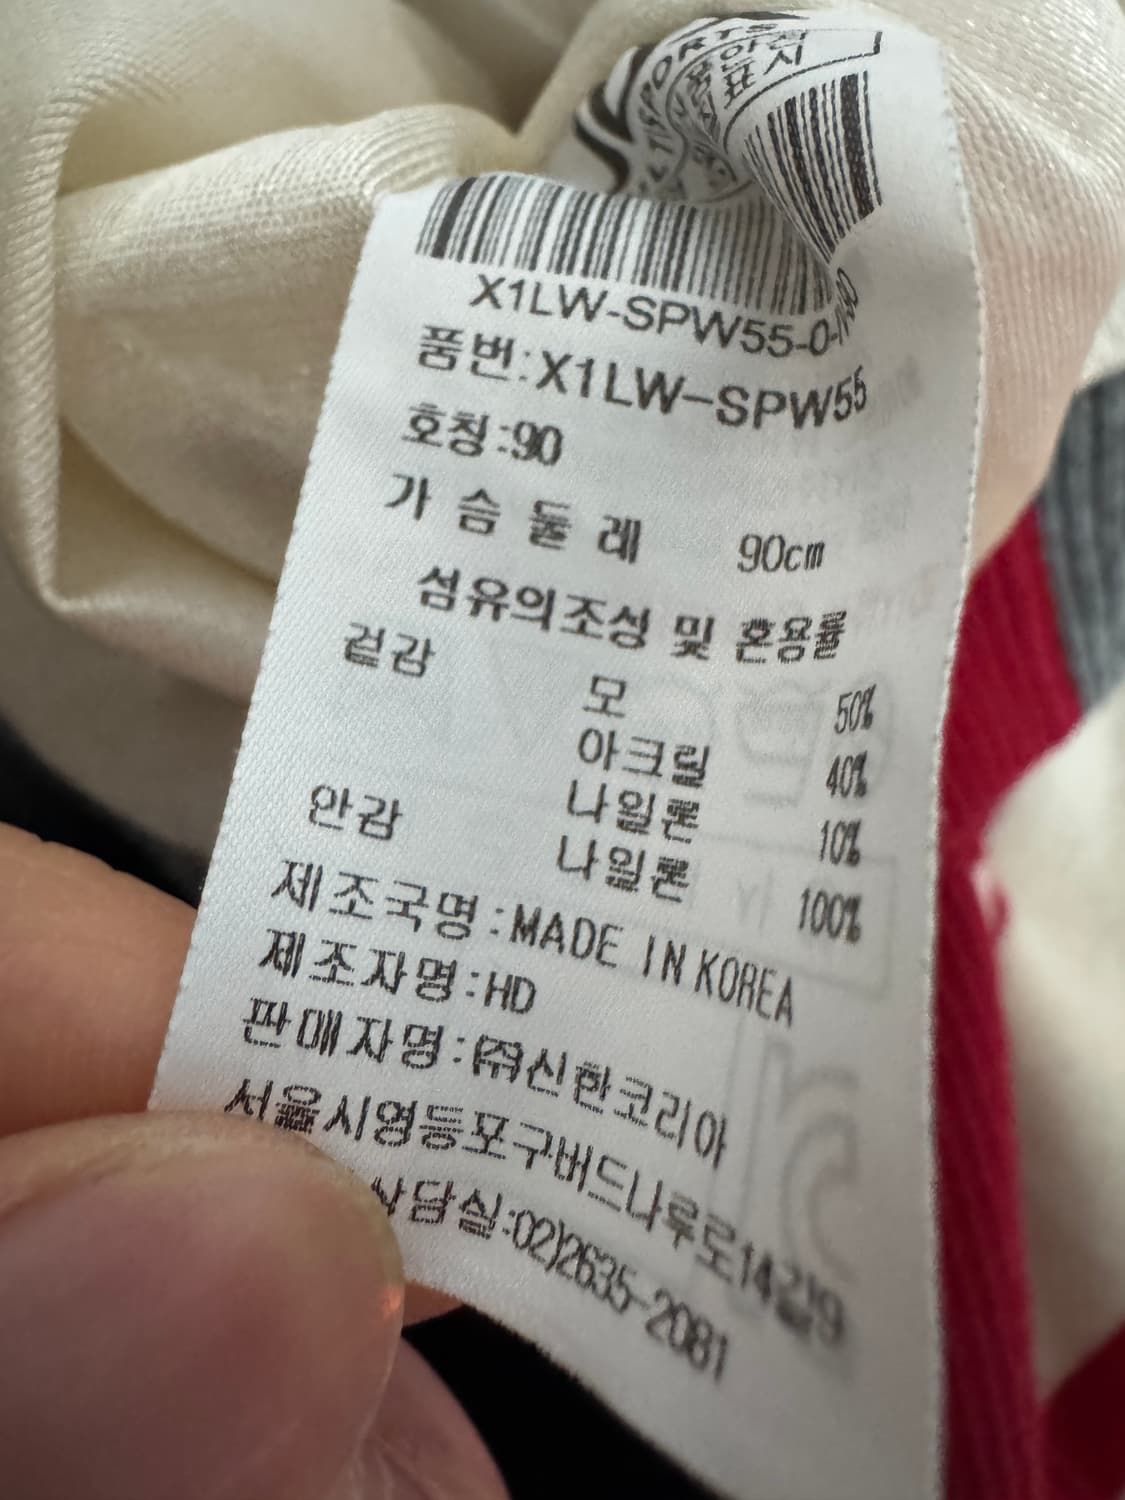 SPORTS
표시
X1LW-SPW55-0-
품번:X1LW-SPW55
호칭:90
가슴둘레 90cm
섬유의조성 및 혼용률
겉감 모 50%
아크릴 40%
나일론 10%
안감 나일론 100%
제조국명:MADE IN KOREA
제조자명:HD
판매자명:㈜신한코리아
서울시영등포구버드나루로14길9
상담실:02)2635-2081